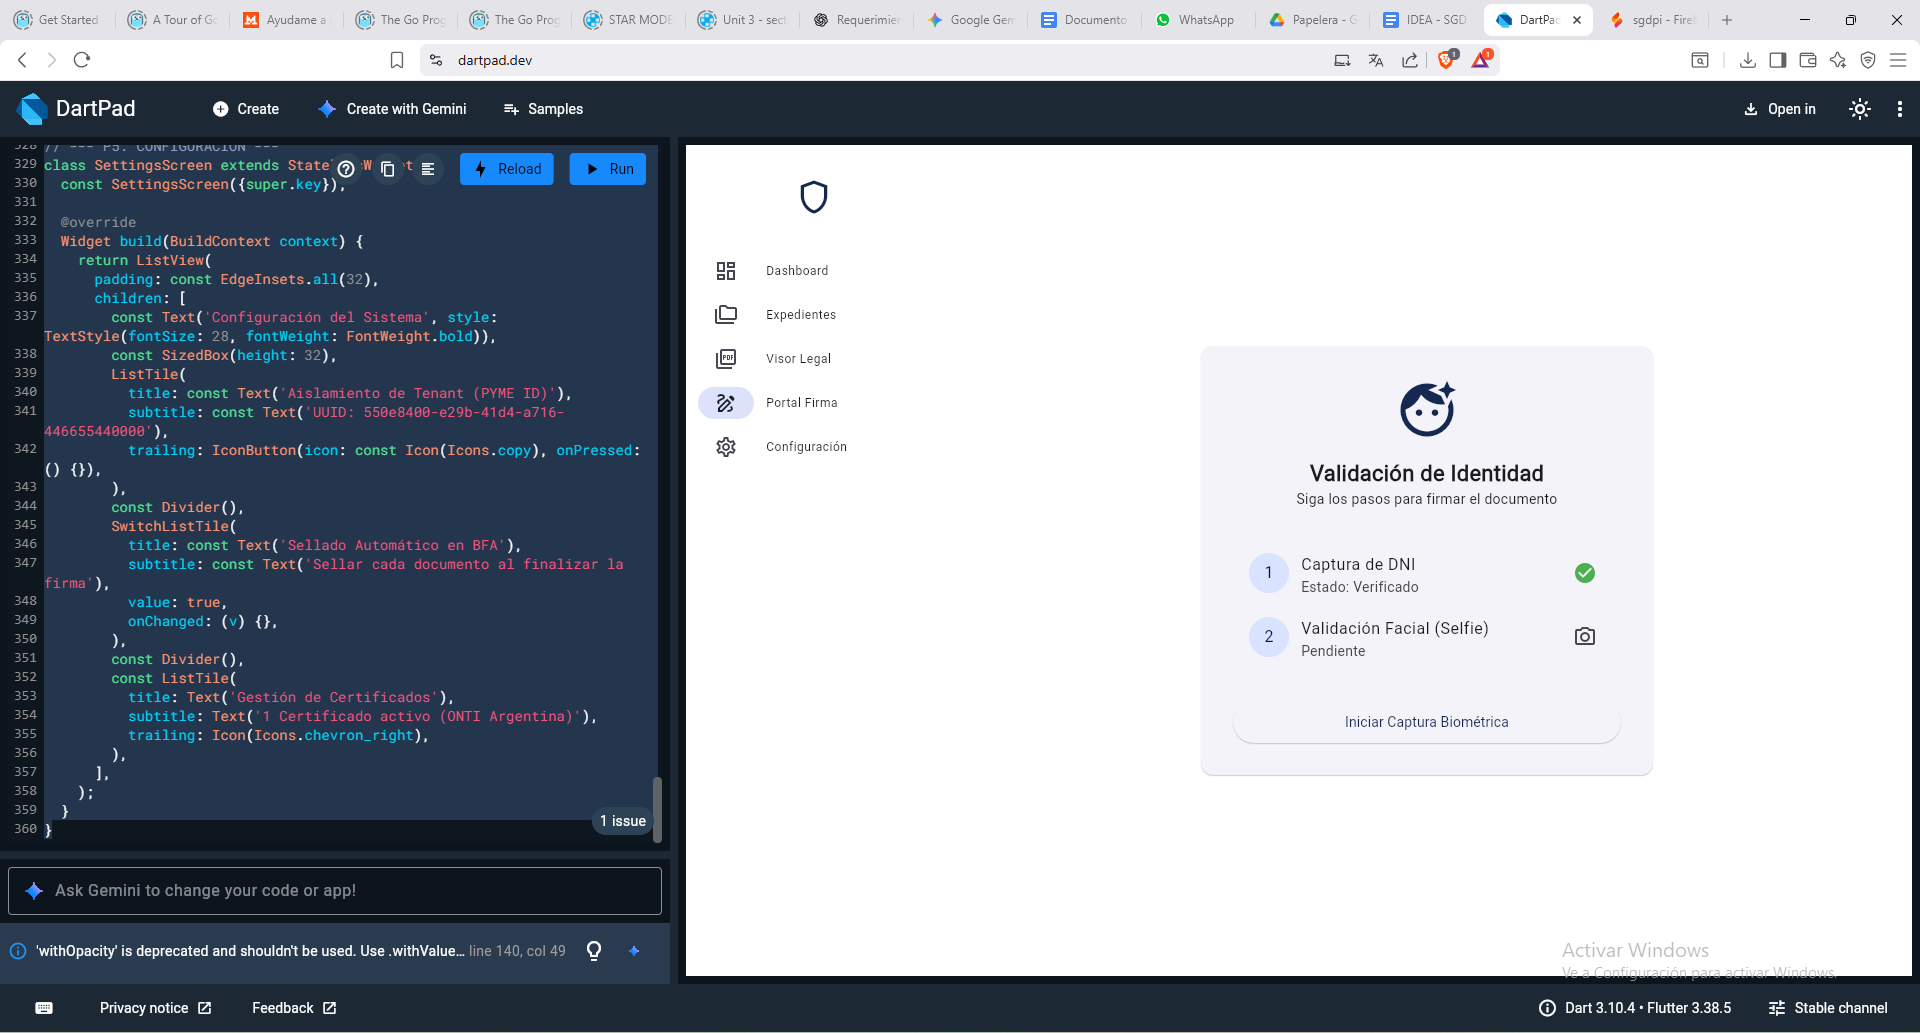 Get Started
A Tour of Go
Ayudame a
The Go Prog
The Go Prog
STAR MODE
Unit 3 - sect
Requerimier
Google Gem
Documento
WhatsApp
Papelera - G
IDEA - SGD
DartPad
sgdpi - Fireb
dartpad.dev
1
1
DartPad
Create
Create with Gemini
Samples
Open in
328 // --- P5: CONFIGURACIÓN ---
329 class SettingsScreen extends State
330 const SettingsScreen({super.key});
331
332 @override
333 Widget build(BuildContext context) {
334 return ListView(
335 padding: const EdgeInsets.all(32),
336 children: [
337 const Text('Configuración del Sistema', style:
TextStyle(fontSize: 28, fontWeight: FontWeight.bold)),
338 const SizedBox(height: 32),
339 ListTile(
340 title: const Text('Aislamiento de Tenant (PYME ID)'),
341 subtitle: const Text('UUID: 550e8400-e29b-41d4-a716-
446655440000'),
342 trailing: IconButton(icon: const Icon(Icons.copy), onPressed:
() {}),
343 ),
344 const Divider(),
345 SwitchListTile(
346 title: const Text('Sellado Automático en BFA'),
347 subtitle: const Text('Sellar cada documento al finalizar la
firma'),
348 value: true,
349 onChanged: (v) {},
350 ),
351 const Divider(),
352 const ListTile(
353 title: Text('Gestión de Certificados'),
354 subtitle: Text('1 Certificado activo (ONTI Argentina)'),
355 trailing: Icon(Icons.chevron_right),
356 ),
357 ],
358 );
359 }
360 }
Reload
Run
1 issue
Ask Gemini to change your code or app!
'withOpacity' is deprecated and shouldn't be used. Use .withValue... line 140, col 49
Dashboard
Expedientes
PDF
Visor Legal
Portal Firma
Configuración
Validación de Identidad
Siga los pasos para firmar el documento
1
Captura de DNI
Estado: Verificado
2
Validación Facial (Selfie)
Pendiente
Iniciar Captura Biométrica
Activar Windows
Ve a Configuración para activar Windows.
Privacy notice
Feedback
Dart 3.10.4 • Flutter 3.38.5
Stable channel